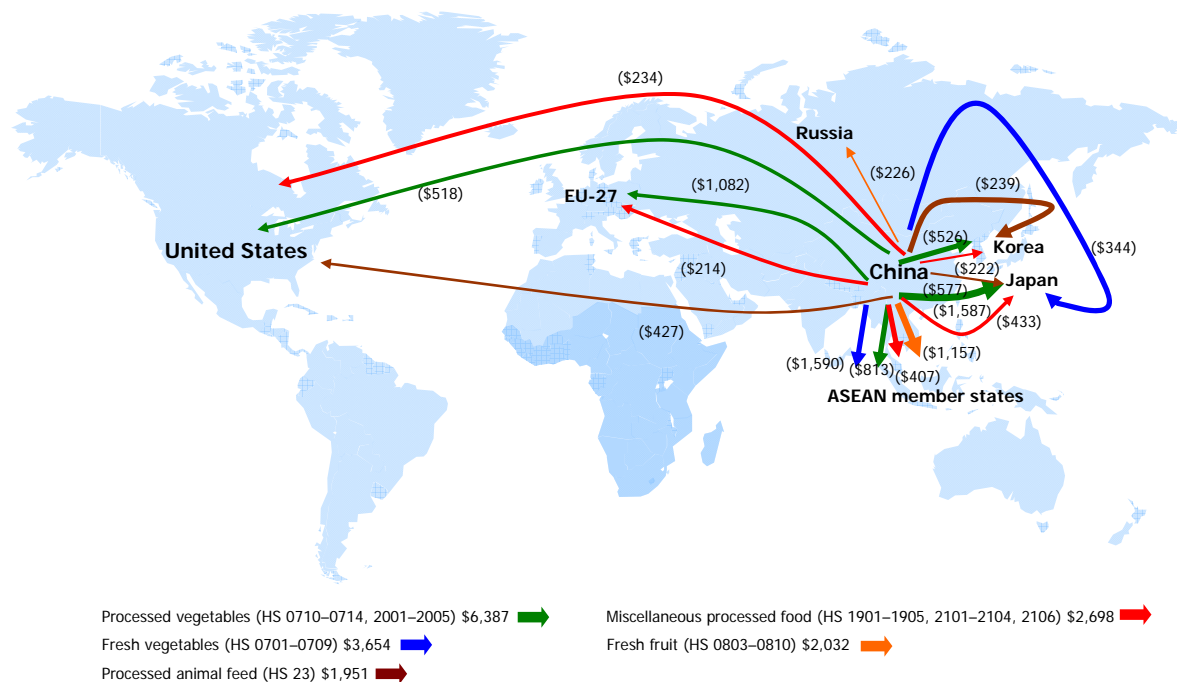 ($234)
Russia
($226)
($1,082)
($239)
EU-27
($518)
($526)
Korea
($344)
United States
($214)
China
($222)
Japan
($577)
($1,587)
($433)
($427)
($1,590)
($813)
($407)
($1,157)
ASEAN member states
Processed vegetables (HS 0710–0714, 2001–2005) $6,387
Fresh vegetables (HS 0701–0709) $3,654
Processed animal feed (HS 23) $1,951
Miscellaneous processed food (HS 1901–1905, 2101–2104, 2106) $2,698
Fresh fruit (HS 0803–0810) $2,032